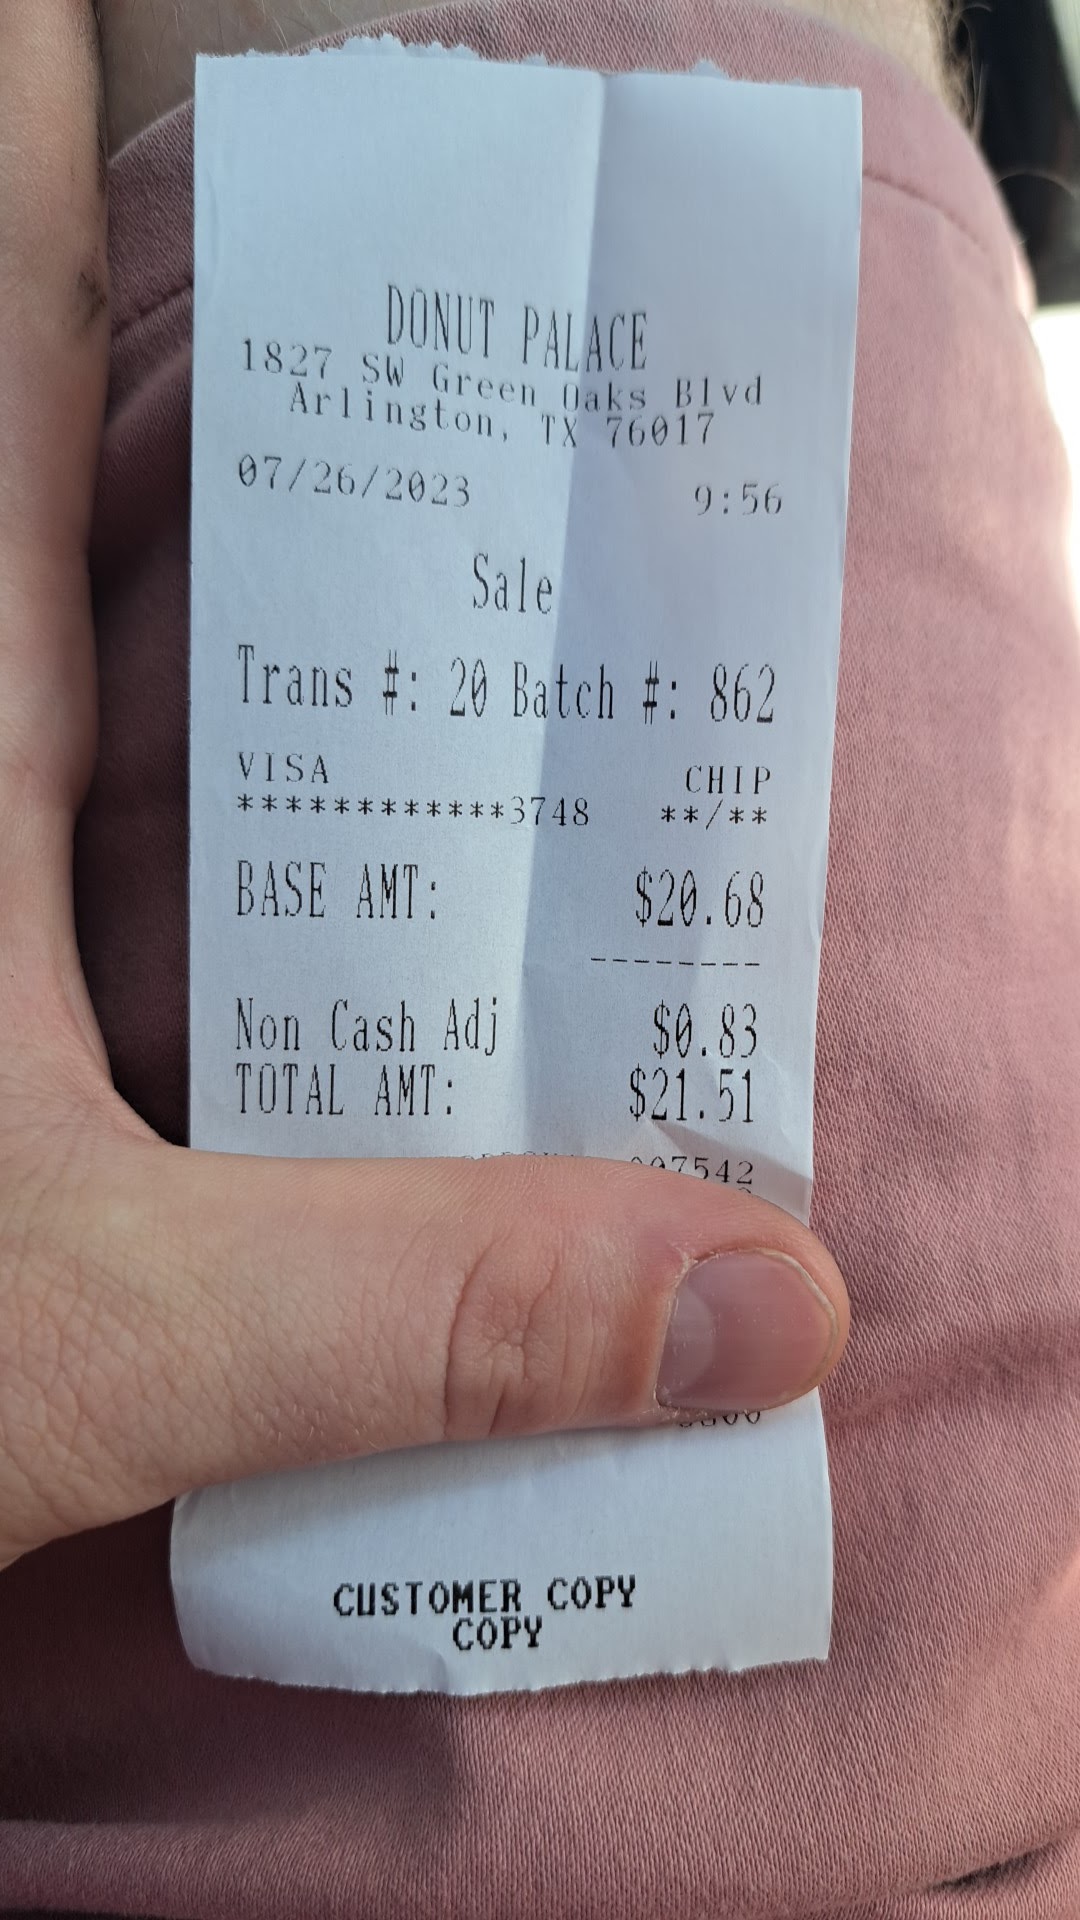 DONUT PALACE
1827 SW Green Oaks Blvd
Arlington, TX 76017
07/26/2023 9:56
Sale
Trans #: 20 Batch #: 862
VISA CHIP
************3748 **/**
BASE AMT: $20.68
--------
Non Cash Adj $0.83
TOTAL AMT: $21.51
CUSTOMER COPY
COPY